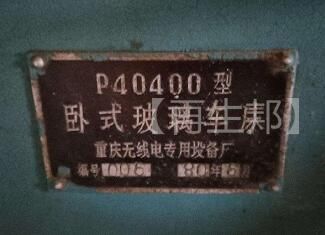 P40400型
卧式玻璃车床
重庆无线电专用设备厂
编号 006 80年6月
再生网